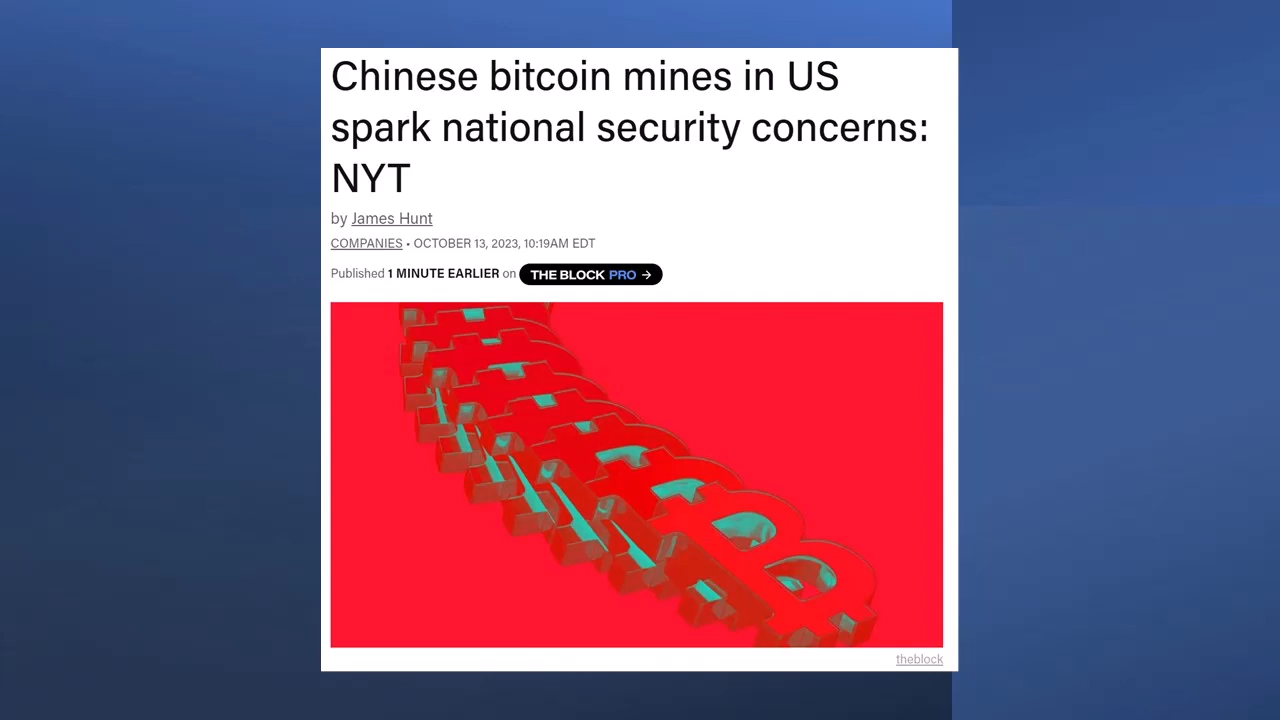 Chinese bitcoin mines in US
spark national security concerns:
NYT
by James Hunt
COMPANIES • OCTOBER 13, 2023, 10:19AM EDT
Published 1 MINUTE EARLIER on THE BLOCK PRO →
theblock